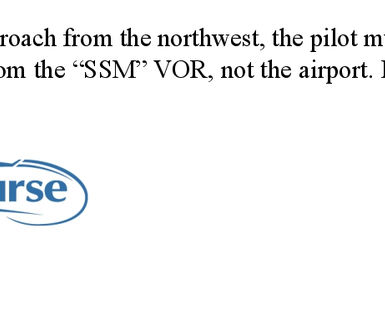 roach from the northwest, the pilot m
om the “SSM” VOR, not the airport.
urse